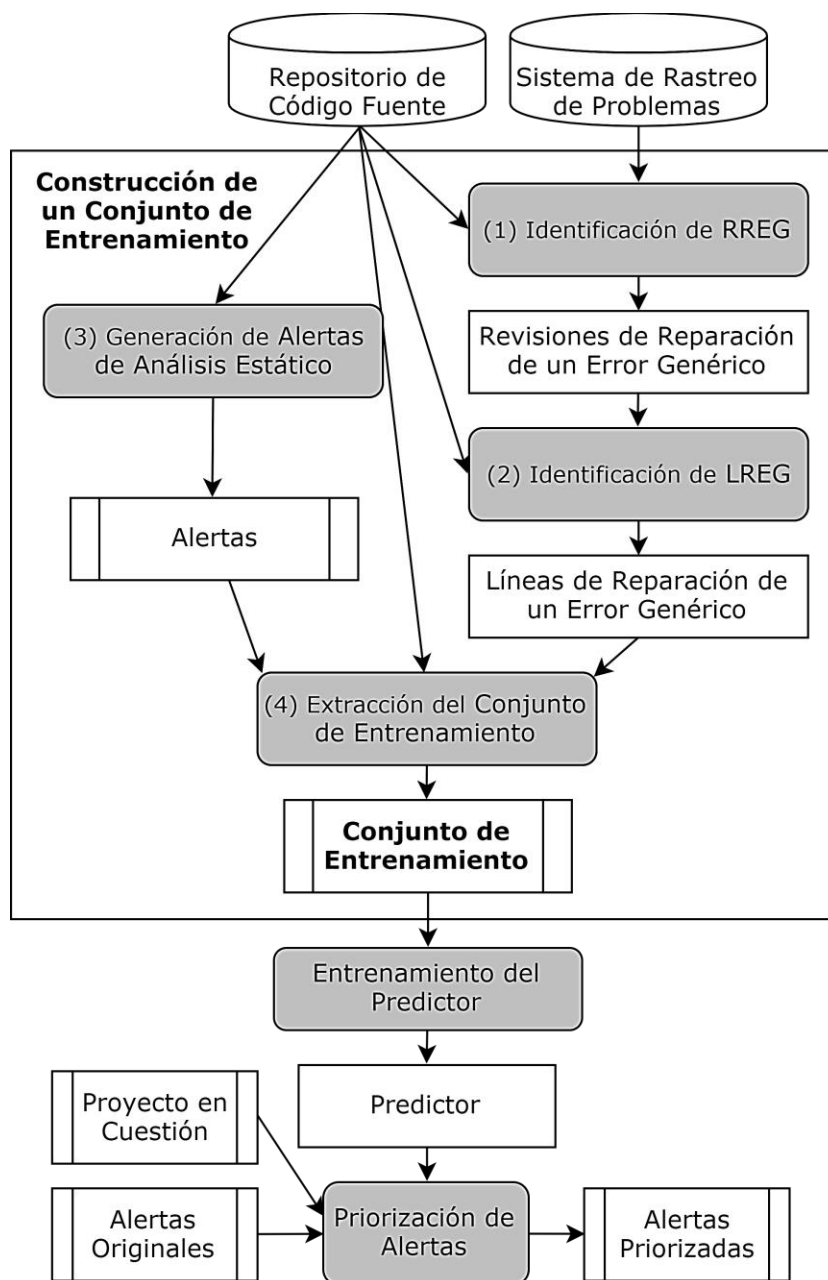 Repositorio de
Código Fuente
Sistema de Rastreo
de Problemas
Construcción de
un Conjunto de
Entrenamiento
(1) Identificación de RREG
(3) Generación de Alertas
de Análisis Estático
Revisiones de Reparación
de un Error Genérico
(2) Identificación de LREG
Alertas
Líneas de Reparación de
un Error Genérico
(4) Extracción del Conjunto
de Entrenamiento
Conjunto de
Entrenamiento
Entrenamiento del
Predictor
Proyecto en
Cuestión
Predictor
Alertas
Originales
Priorización de
Alertas
Alertas
Priorizadas